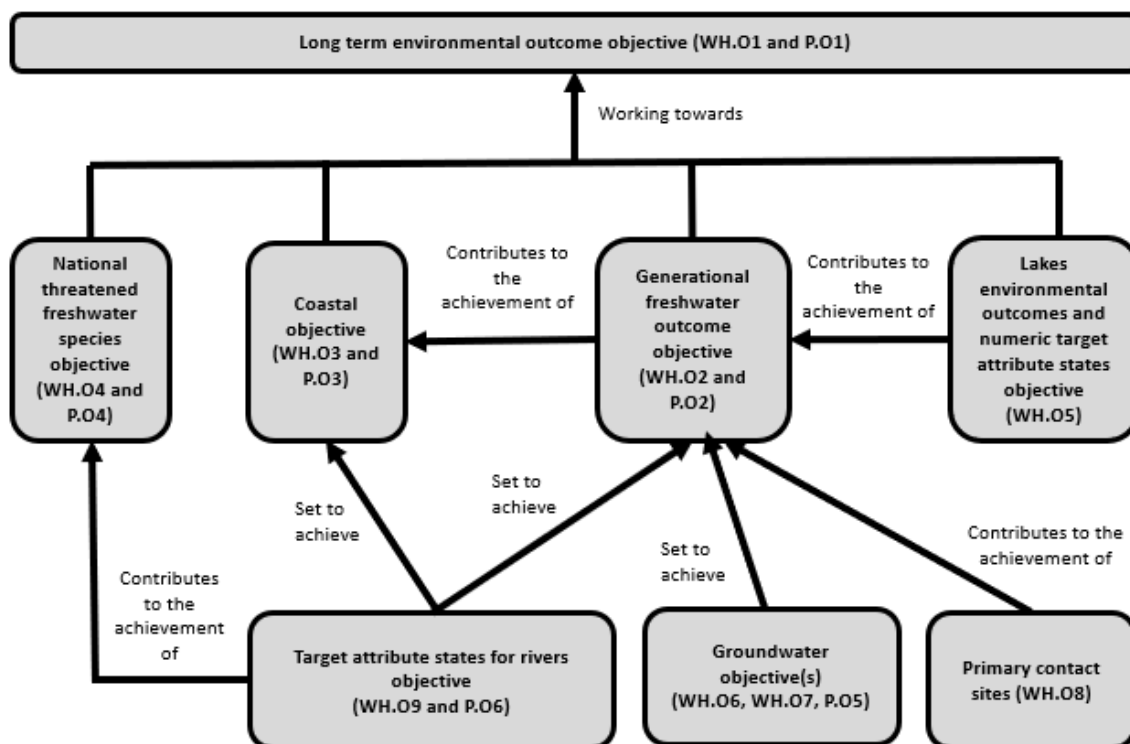 Long term environmental outcome objective (WH.O1 and P.O1)
Working towards
National
threatened
freshwater
species
objective
(WH.O4 and
P.O4)
Coastal
objective
(WH.O3 and
P.O3)
Contributes to
the
achievement of
Generational
freshwater
outcome
objective
(WH.O2 and
P.O2)
Contributes to
the
achievement of
Lakes
environmental
outcomes and
numeric target
attribute states
objective
(WH.O5)
Set to
achieve
Set to
achieve
Set to
achieve
Contributes to the
achievement of
Contributes
to the
achievement
of
Target attribute states for rivers
objective
(WH.O9 and P.O6)
Groundwater
objective(s)
(WH.O6, WH.O7, P.O5)
Primary contact
sites (WH.O8)